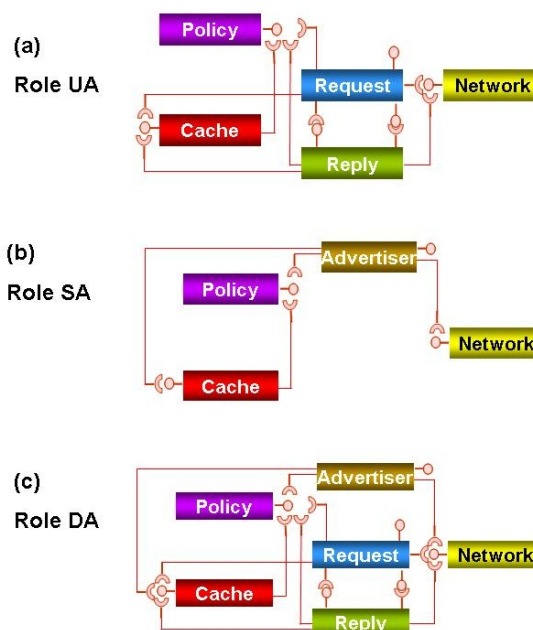 (a)
Role UA
Policy
Request
Network
Cache
Reply
(b)
Role SA
Advertiser
Policy
Network
Cache
(c)
Role DA
Advertiser
Policy
Request
Network
Cache
Reply